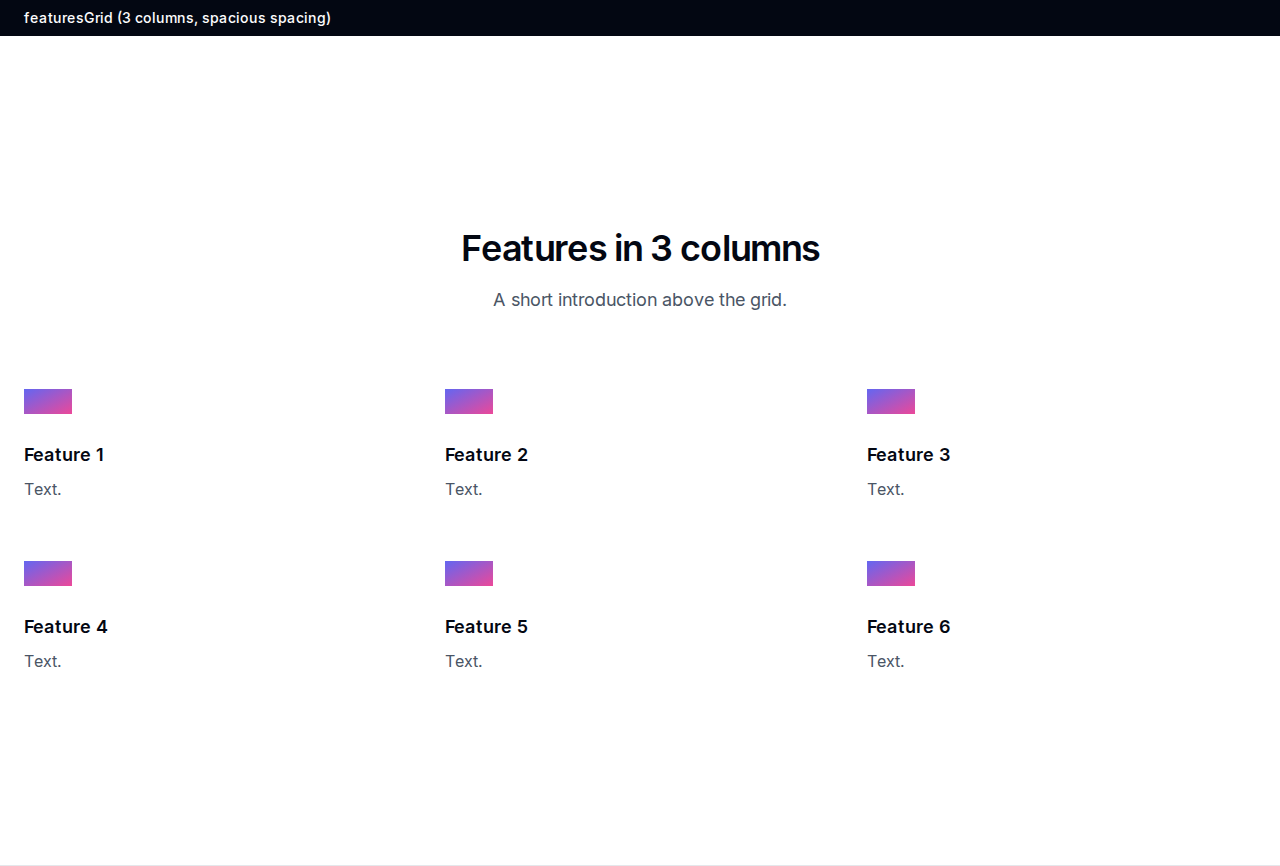 featuresGrid (3 columns, spacious spacing)
Features in 3 columns
A short introduction above the grid.
Feature 1
Text.
Feature 2
Text.
Feature 3
Text.
Feature 4
Text.
Feature 5
Text.
Feature 6
Text.